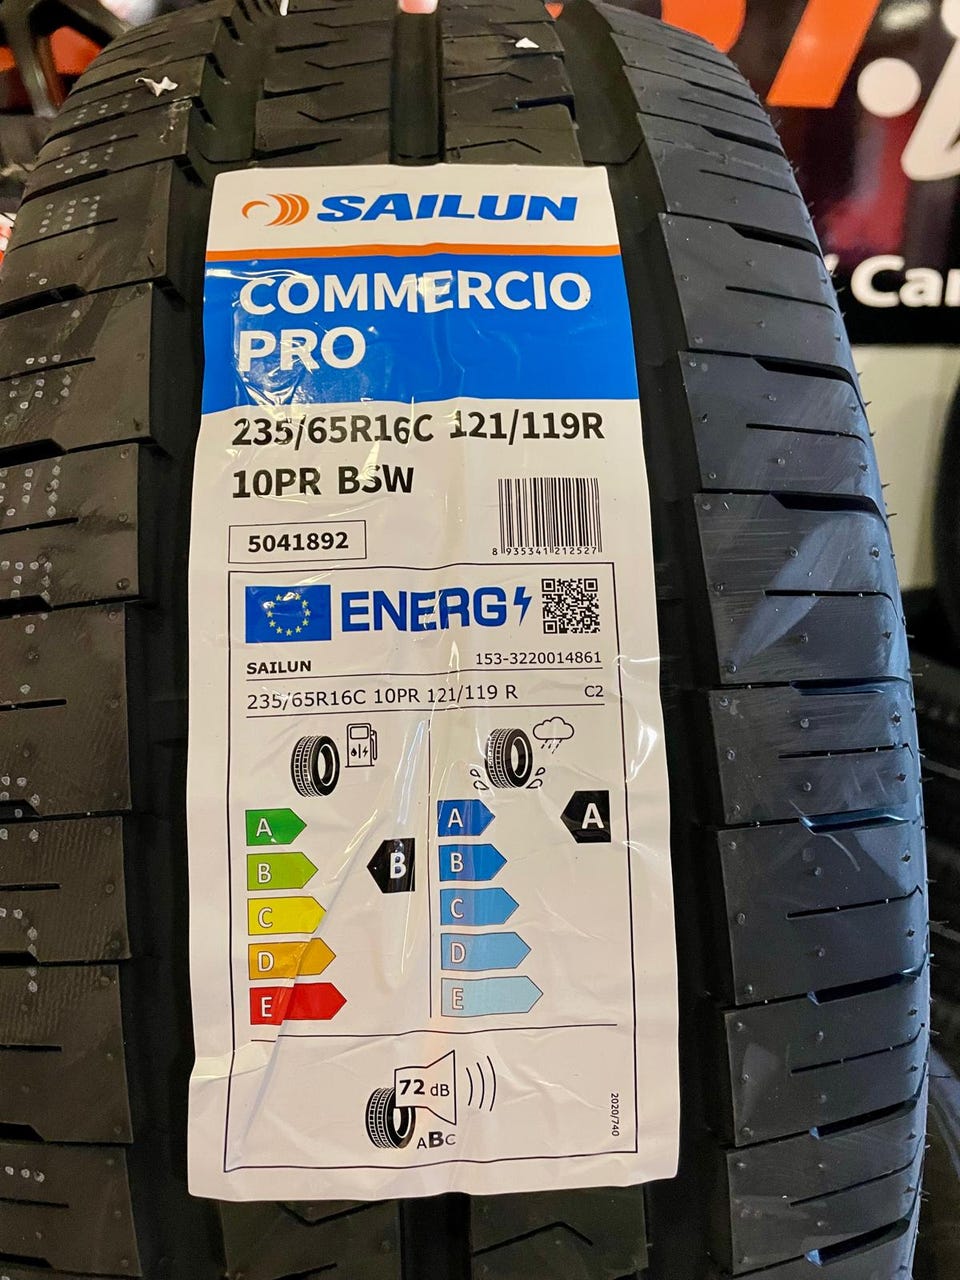 SAILUN
COMMERCIO
PRO
235/65R16C 121/119R
10PR BSW
5041892
8 935341 212527
ENERG
SAILUN
153-3220014861
235/65R16C 10PR 121/119 R
C2
A
B
C
D
E
B
A
B
C
D
E
A
72 dB
ABC
2020/740
Car